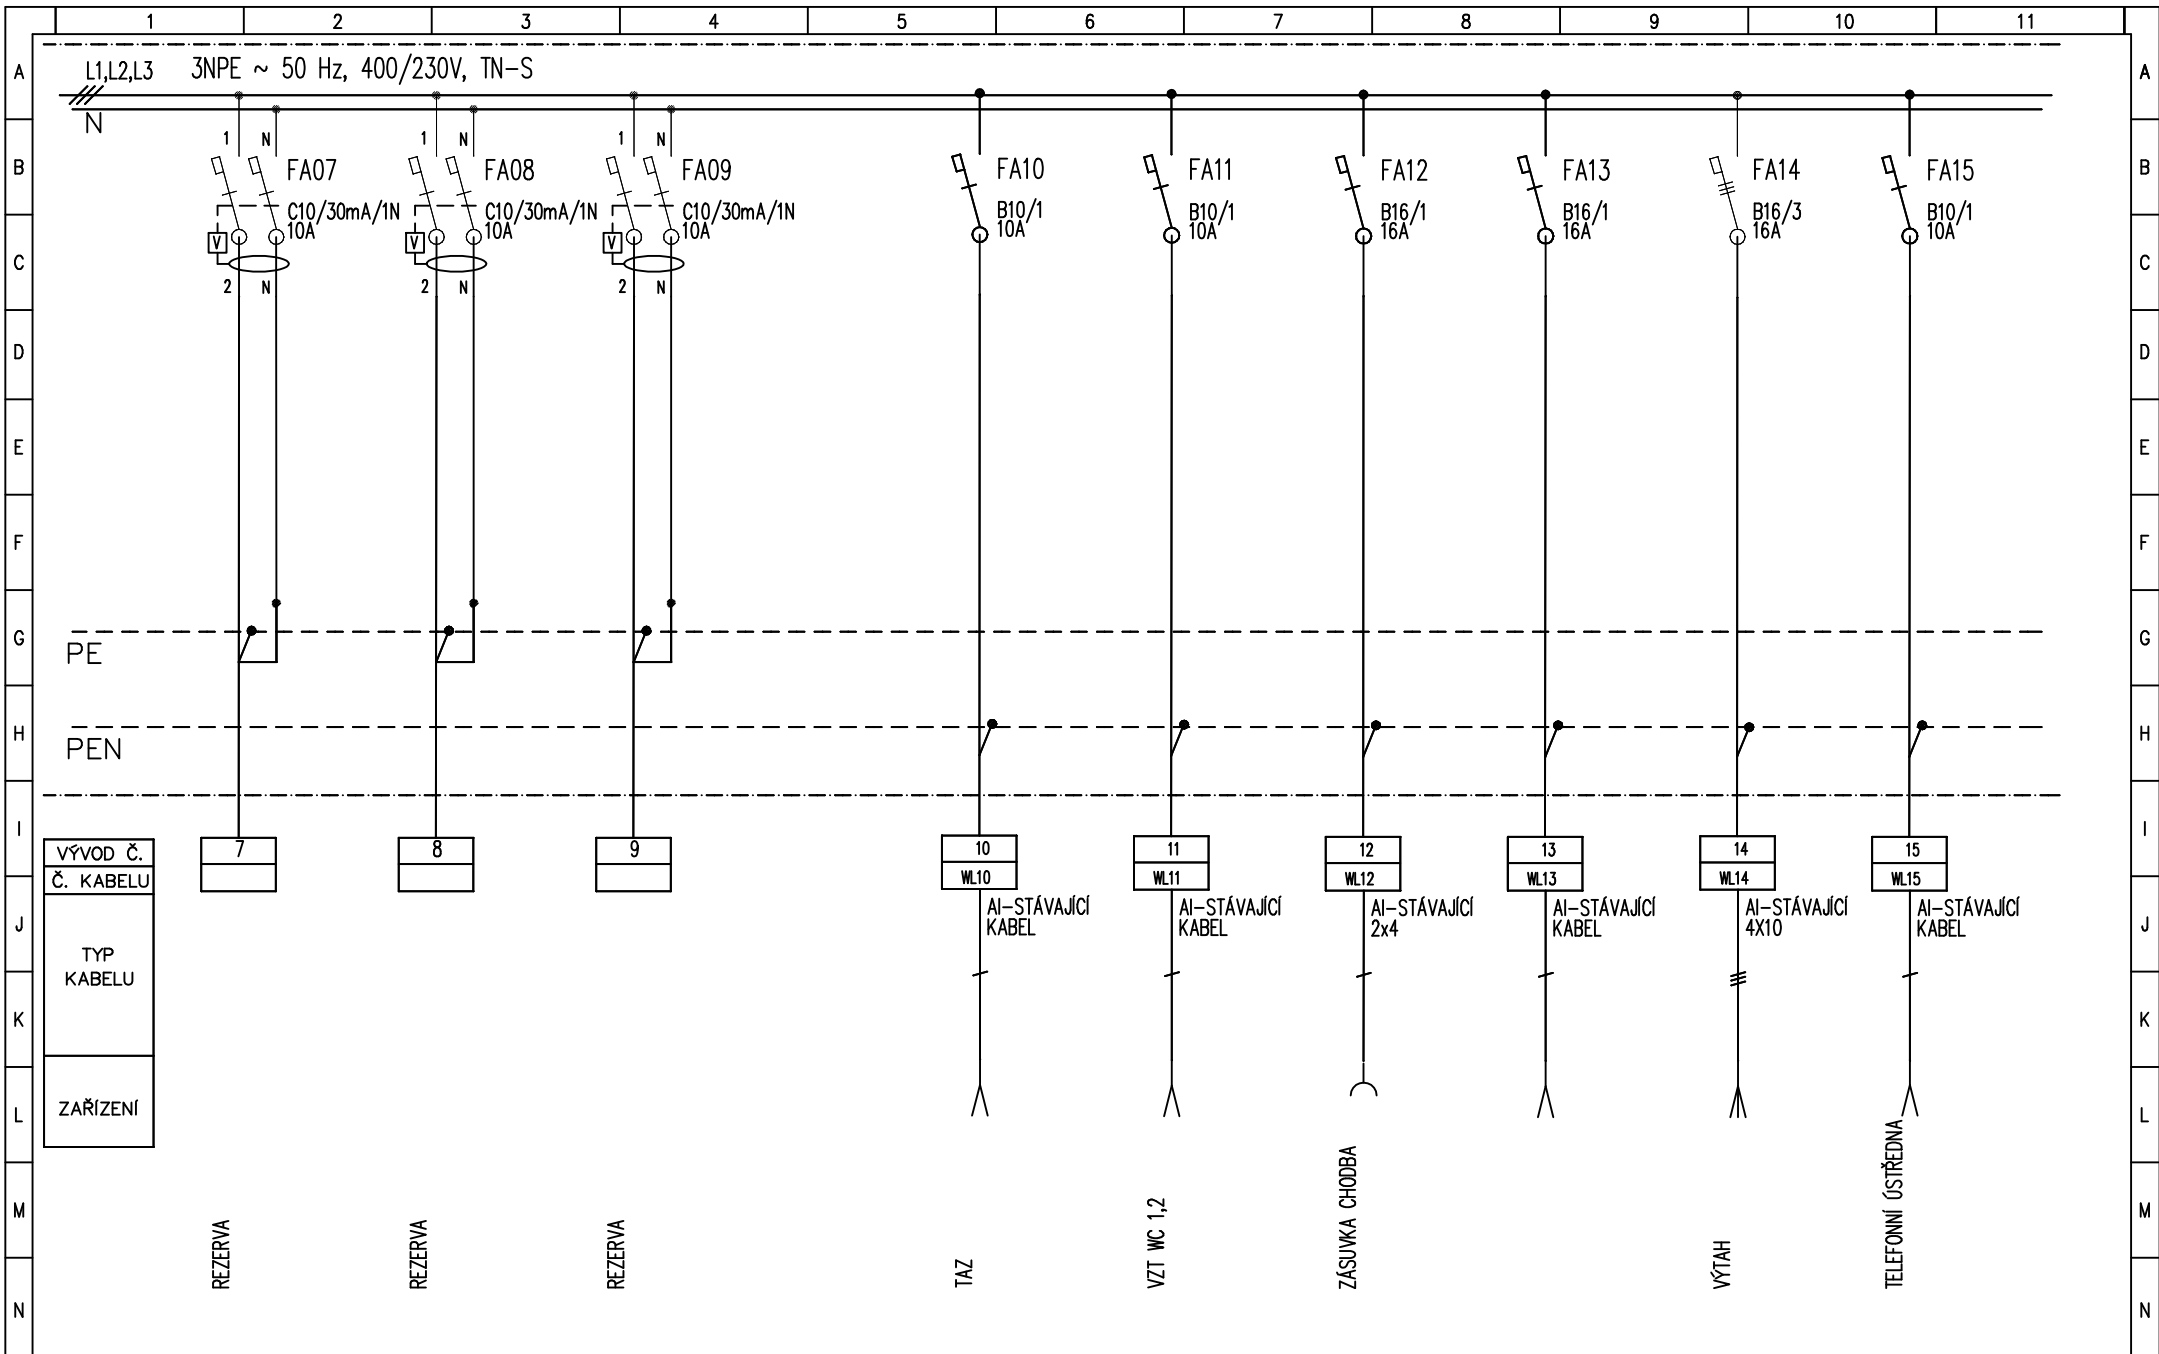 1 2 3 4 5 6 7 8 9 10 11
A L1,L2,L3 3NPE ~ 50 Hz, 400/230V, TN-S A
N
1 N 1 N 1 N
B FA07 FA08 FA09 FA10 FA11 FA12 FA13 FA14 FA15 B
C10/30mA/1N C10/30mA/1N C10/30mA/1N B10/1 B10/1 B16/1 B16/1 B16/3 B10/1
10A 10A 10A 10A 10A 16A 16A 16A 10A
V V V
C C
2 N 2 N 2 N
D D
E E
F F
G G
PE
H H
PEN
I I
VÝVOD Č. 7 8 9 10 11 12 13 14 15
Č. KABELU WL10 WL11 WL12 WL13 WL14 WL15
AI-STÁVAJÍCÍ AI-STÁVAJÍCÍ AI-STÁVAJÍCÍ AI-STÁVAJÍCÍ AI-STÁVAJÍCÍ AI-STÁVAJÍCÍ
J KABEL KABEL 2x4 KABEL 4X10 KABEL J
TYP
KABELU
K K
ZAŘÍZENÍ
L L
M M
REZERVA
REZERVA
REZERVA
TAZ
VZT WC 1,2
ZÁSUVKA CHODBA
VÝTAH
TELEFONNÍ ÚSTŘEDNA
N N